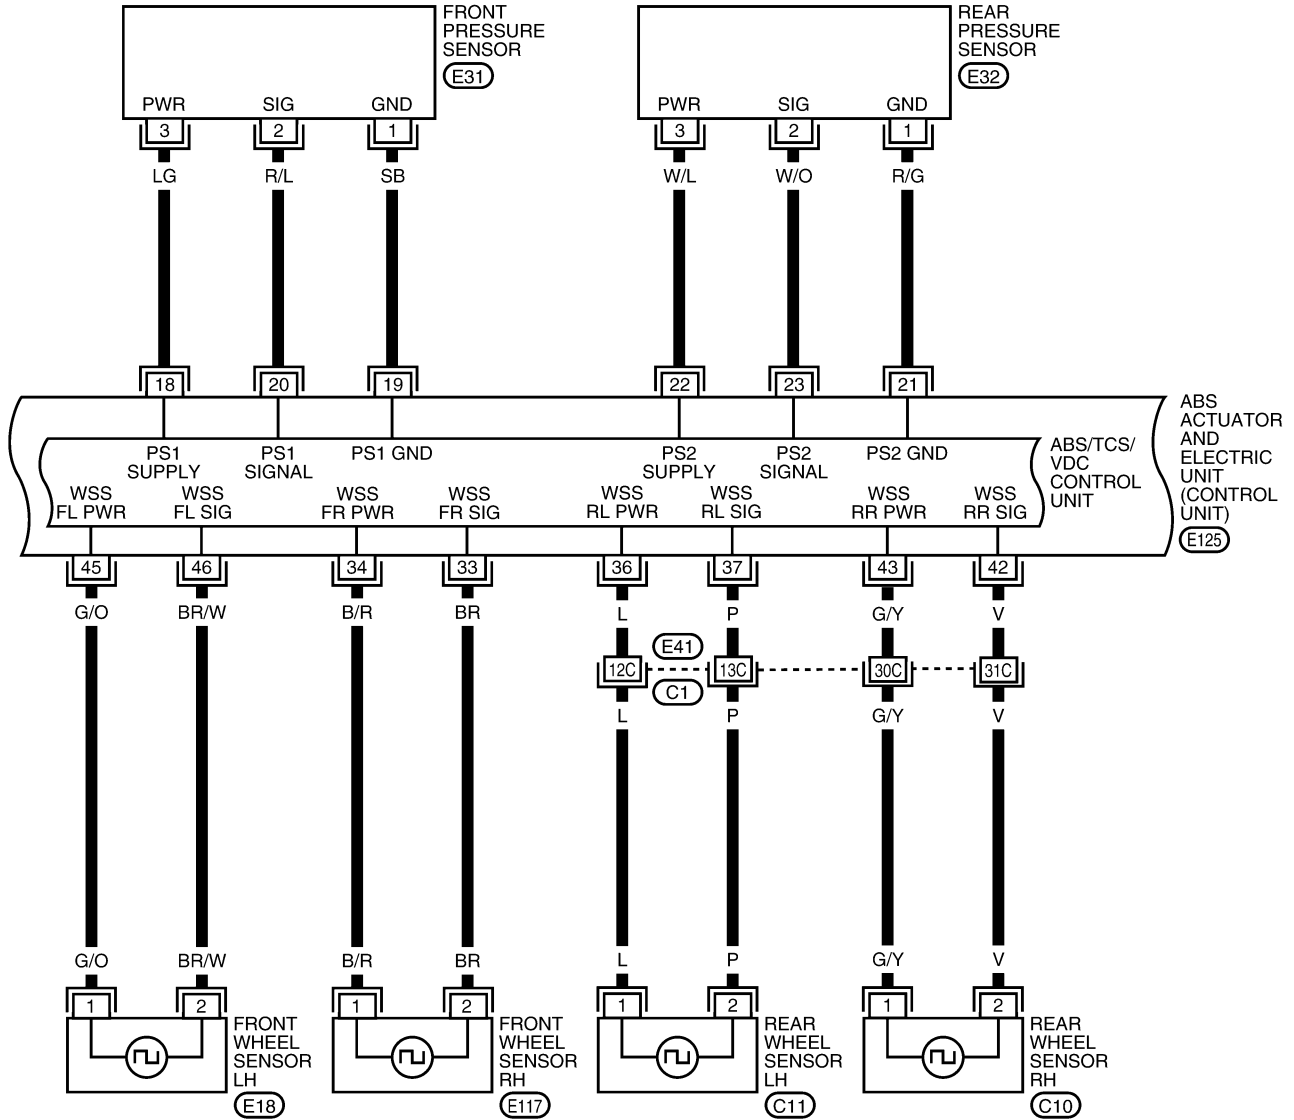 FRONT
PRESSURE
SENSOR
E31
REAR
PRESSURE
SENSOR
E32
PWR SIG GND
PWR SIG GND
3 2 1
3 2 1
LG R/L SB
W/L W/O R/G
18 20 19
22 23 21
ABS
ACTUATOR
AND
ELECTRIC
UNIT
(CONTROL
UNIT)
E125
ABS/TCS/
VDC
CONTROL
UNIT
PS1
SUPPLY
PS1
SIGNAL
PS1 GND
PS2
SUPPLY
PS2
SIGNAL
PS2 GND
WSS
FL PWR
WSS
FL SIG
WSS
FR PWR
WSS
FR SIG
WSS
RL PWR
WSS
RL SIG
WSS
RR PWR
WSS
RR SIG
45 46 34 33 36 37 43 42
G/O BR/W B/R BR L P G/Y V
E41
12C 13C 30C 31C
C1
L P G/Y V
G/O BR/W B/R BR L P G/Y V
1 2 1 2 1 2 1 2
FRONT
WHEEL
SENSOR
LH
E18
FRONT
WHEEL
SENSOR
RH
E117
REAR
WHEEL
SENSOR
LH
C11
REAR
WHEEL
SENSOR
RH
C10